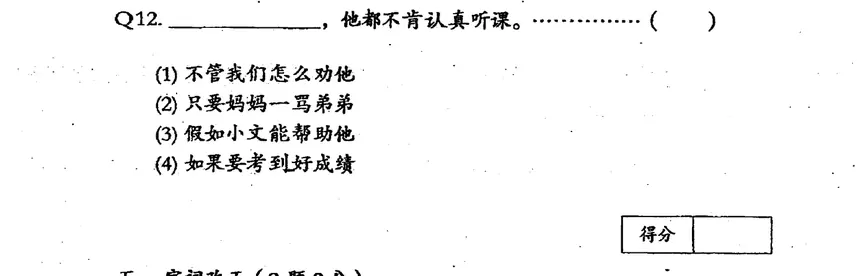 Q12. ______________，他都不肯认真听课。……………（　　）
(1) 不管我们怎么劝他
(2) 只要妈妈一骂弟弟
(3) 假如小文能帮助他
(4) 如果要考到好成绩
得分